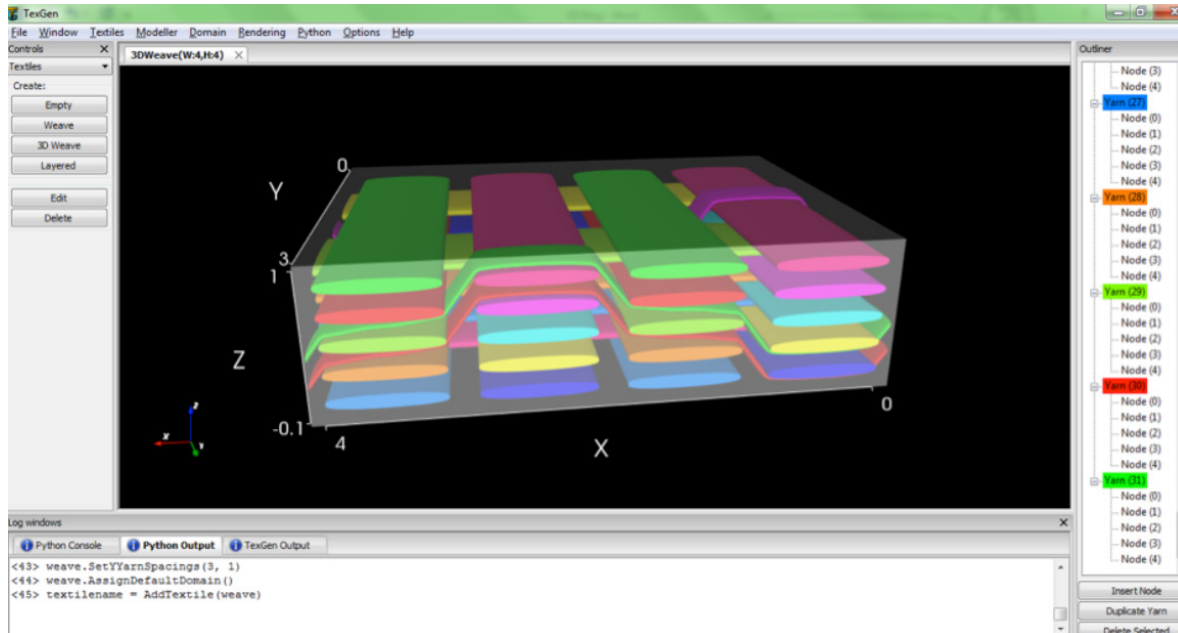 TexGen
File Window Textiles Modeller Domain Rendering Python Options Help
Controls X
Textiles
Create:
Empty
Weave
3D Weave
Layered
Edit
Delete
3DWeave(W:4,H:4) X
0
Y
3
1
Z
-0.1
4
X
0
x
z
Y
Outliner
Node (3)
Node (4)
Yarn (27)
Node (0)
Node (1)
Node (2)
Node (3)
Node (4)
Yarn (28)
Node (0)
Node (1)
Node (2)
Node (3)
Node (4)
Yarn (29)
Node (0)
Node (1)
Node (2)
Node (3)
Node (4)
Yarn (30)
Node (0)
Node (1)
Node (2)
Node (3)
Node (4)
Yarn (31)
Node (0)
Node (1)
Node (2)
Node (3)
Node (4)
Insert Node
Duplicate Yarn
Delete Selected
Log windows X
Python Console Python Output TexGen Output
<43> weave.SetYYarnSpacings(3, 1)
<44> weave.AssignDefaultDomain()
<45> textilename = AddTextile(weave)